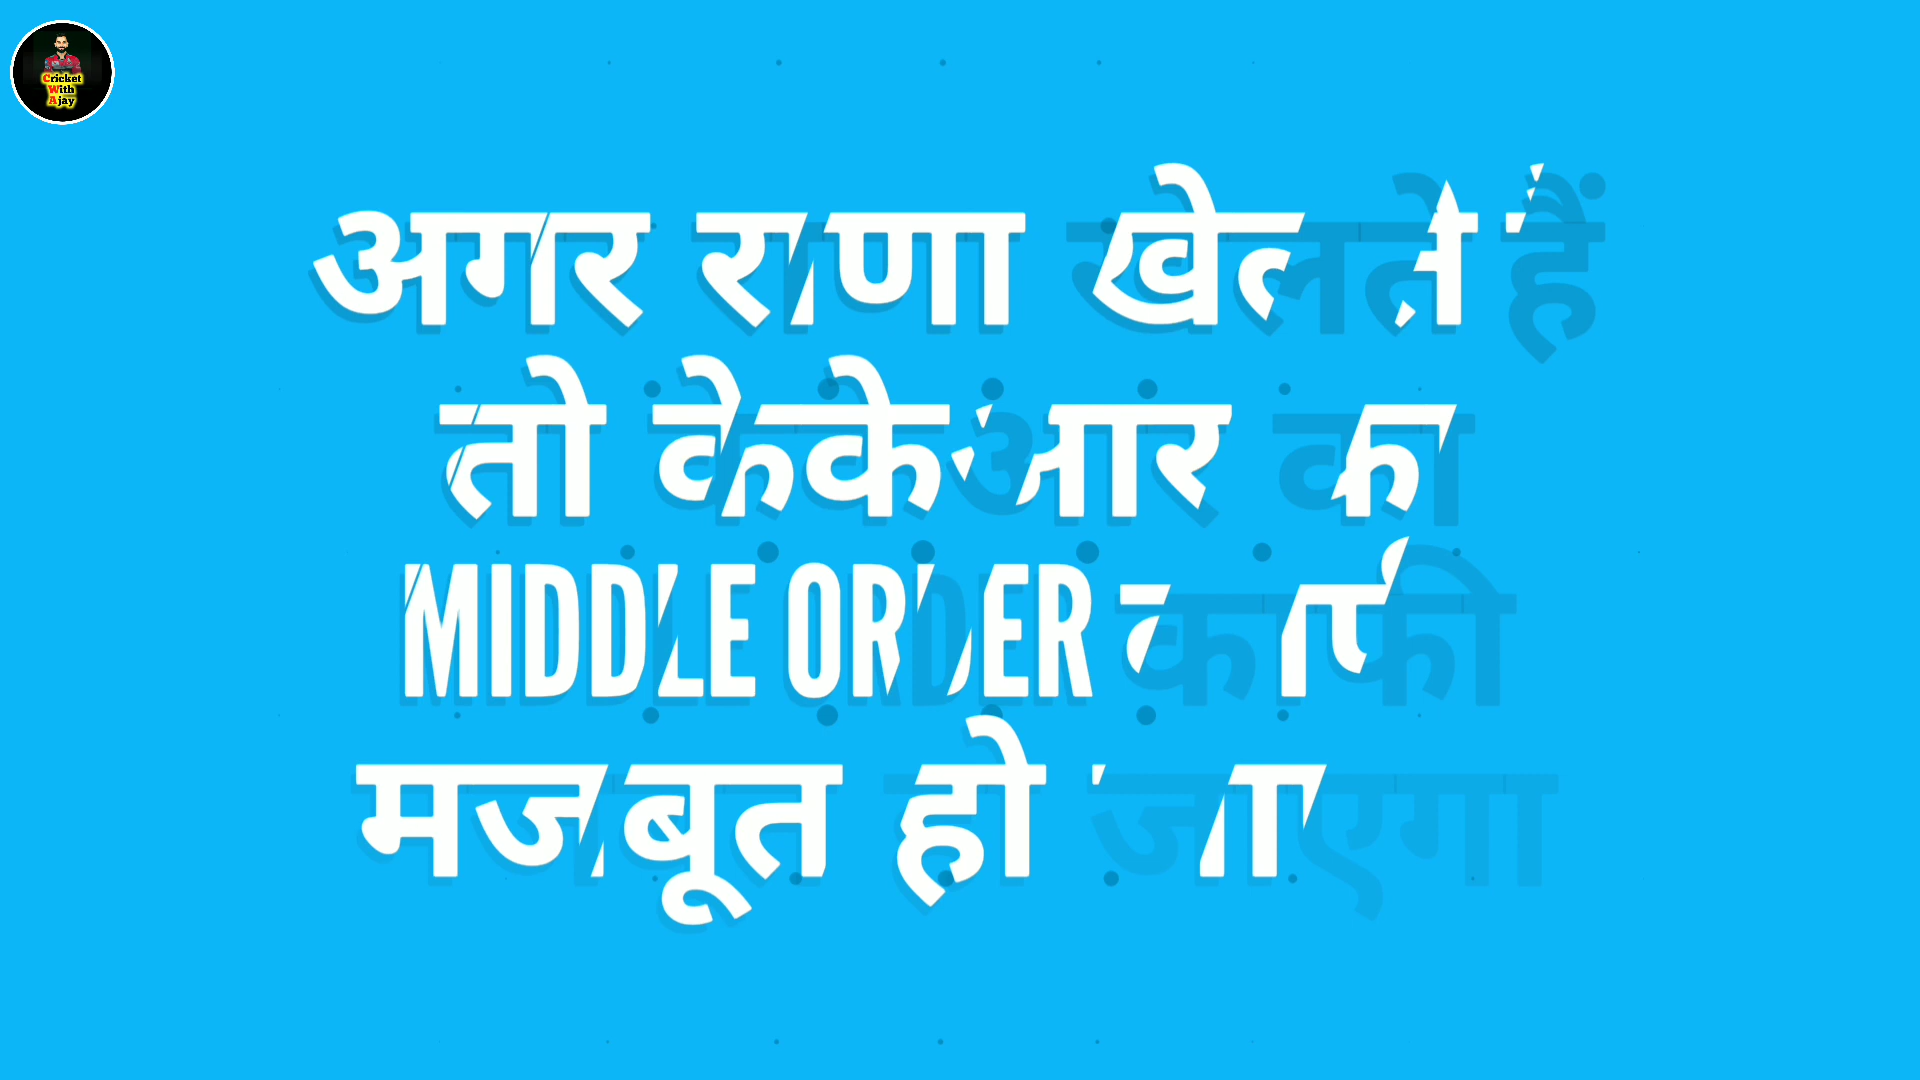 Cricket
With
Ajay
अगर राणा खेलते हैं
तो केकेआर का
MIDDLE ORDER काफी
मजबूत हो जाएगा